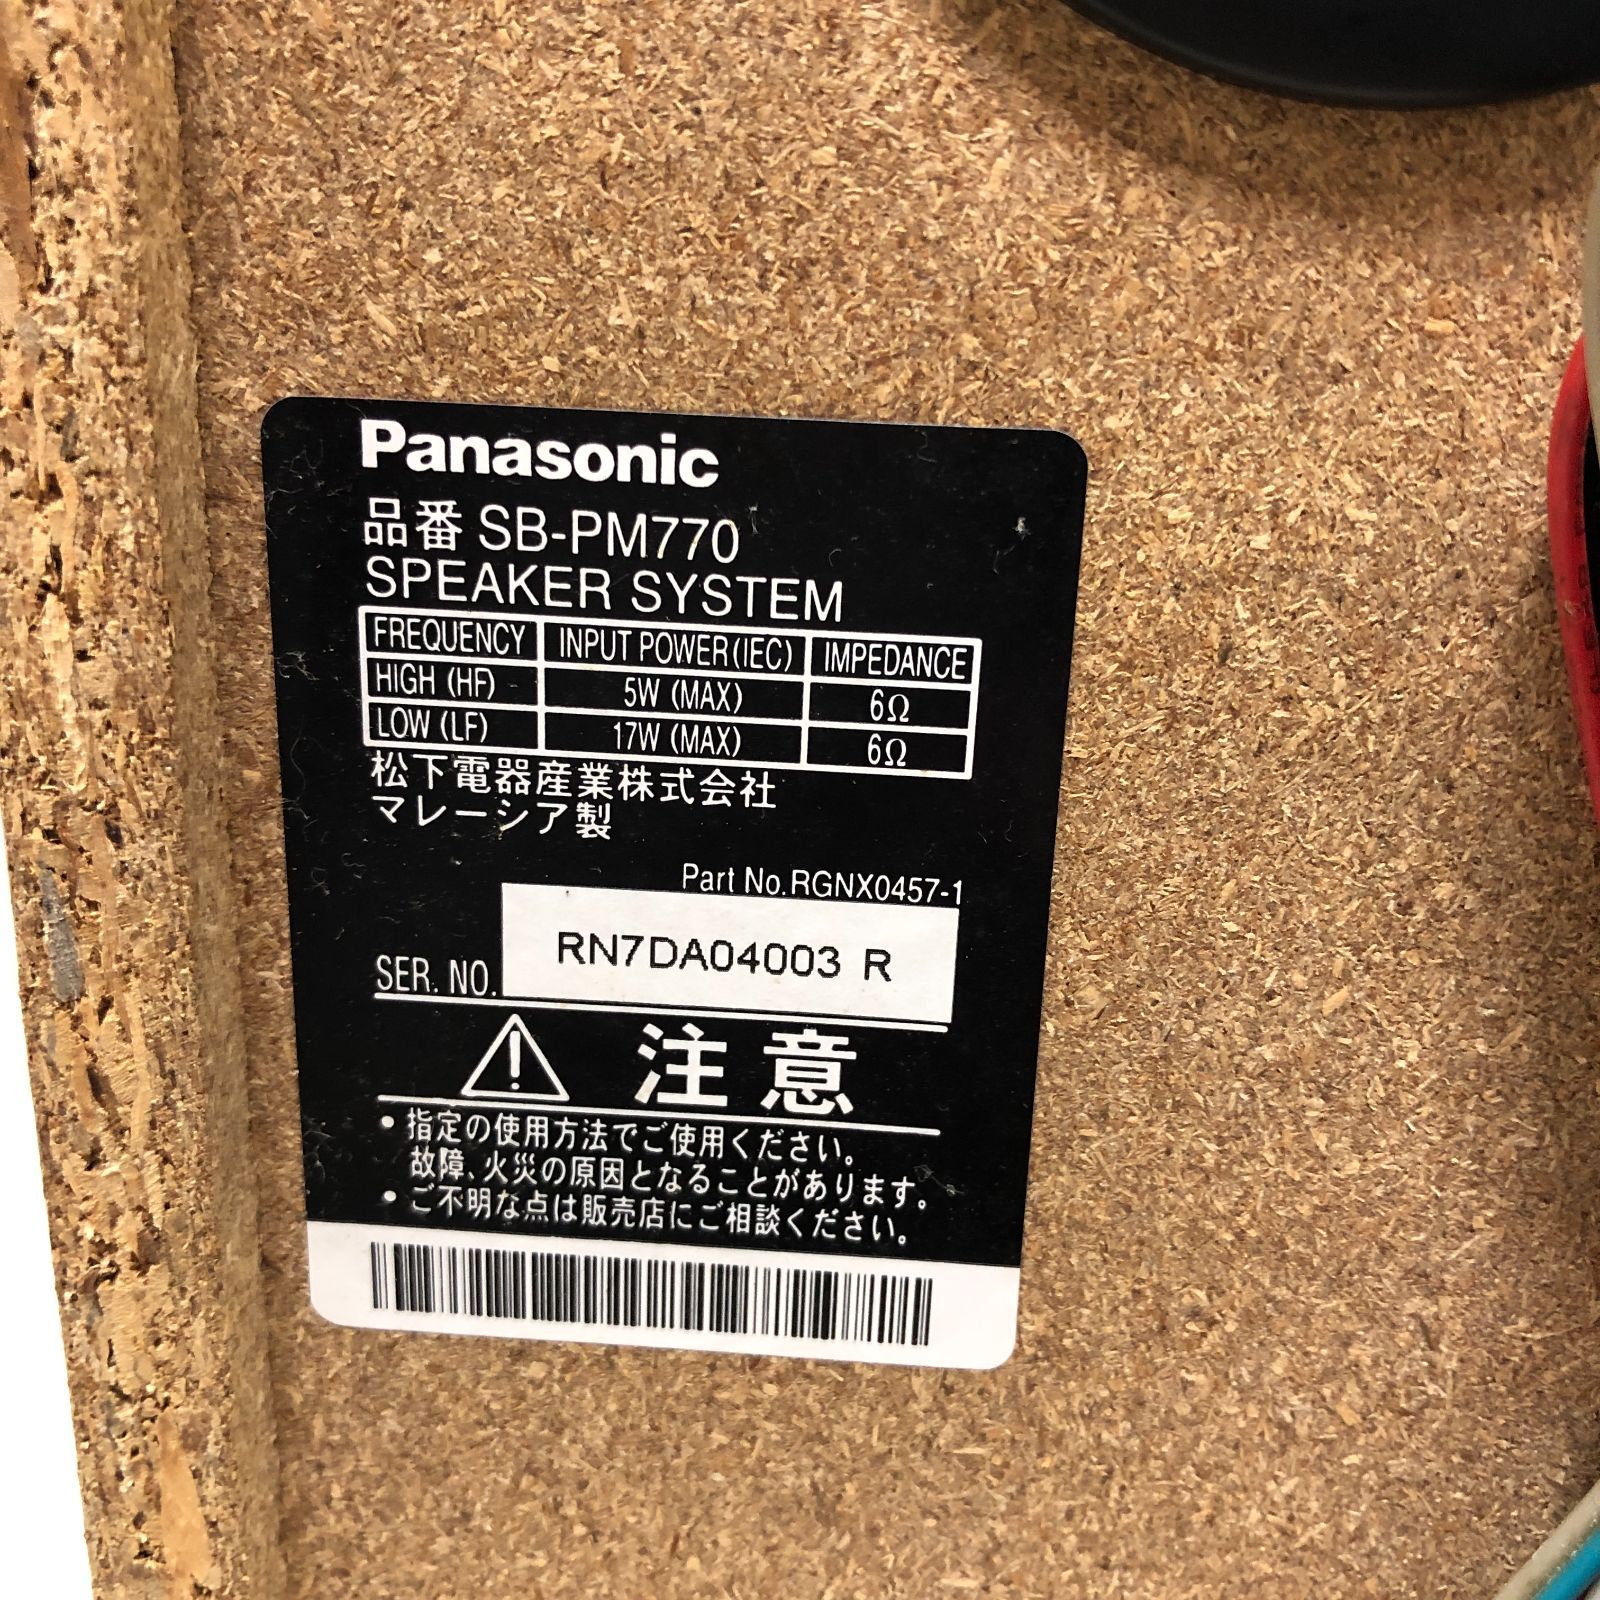 Panasonic
品番 SB-PM770
SPEAKER SYSTEM
FREQUENCY INPUT POWER(IEC) IMPEDANCE
HIGH (HF) 5W (MAX) 6Ω
LOW (LF) 17W (MAX) 6Ω
松下電器産業株式会社
マレーシア製
Part No.RGNX0457-1
SER. NO. RN7DA04003 R
注意
• 指定の使用方法でご使用ください。
故障、火災の原因となることがあります。
• ご不明な点は販売店にご相談ください。